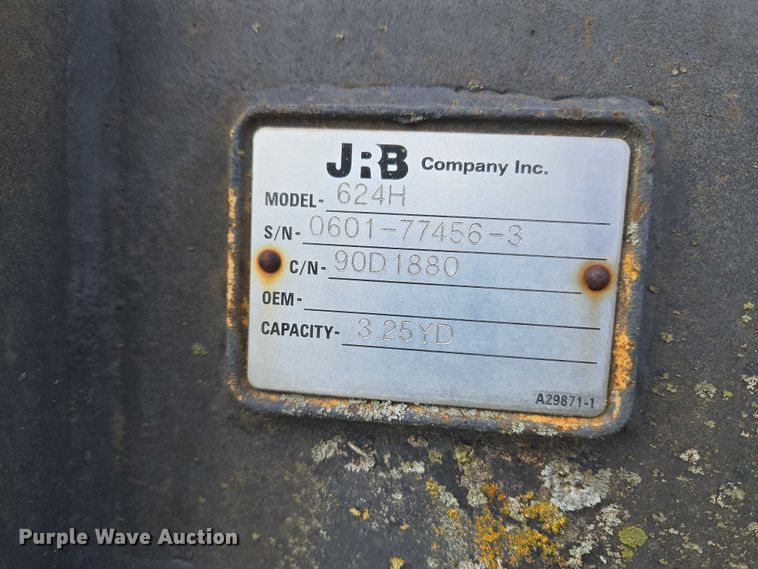 JRB Company Inc.
MODEL- 624H
S/N- 0601-77456-3
C/N- 90D1880
OEM-
CAPACITY- 3.25YD
A29871-1
Purple Wave Auction